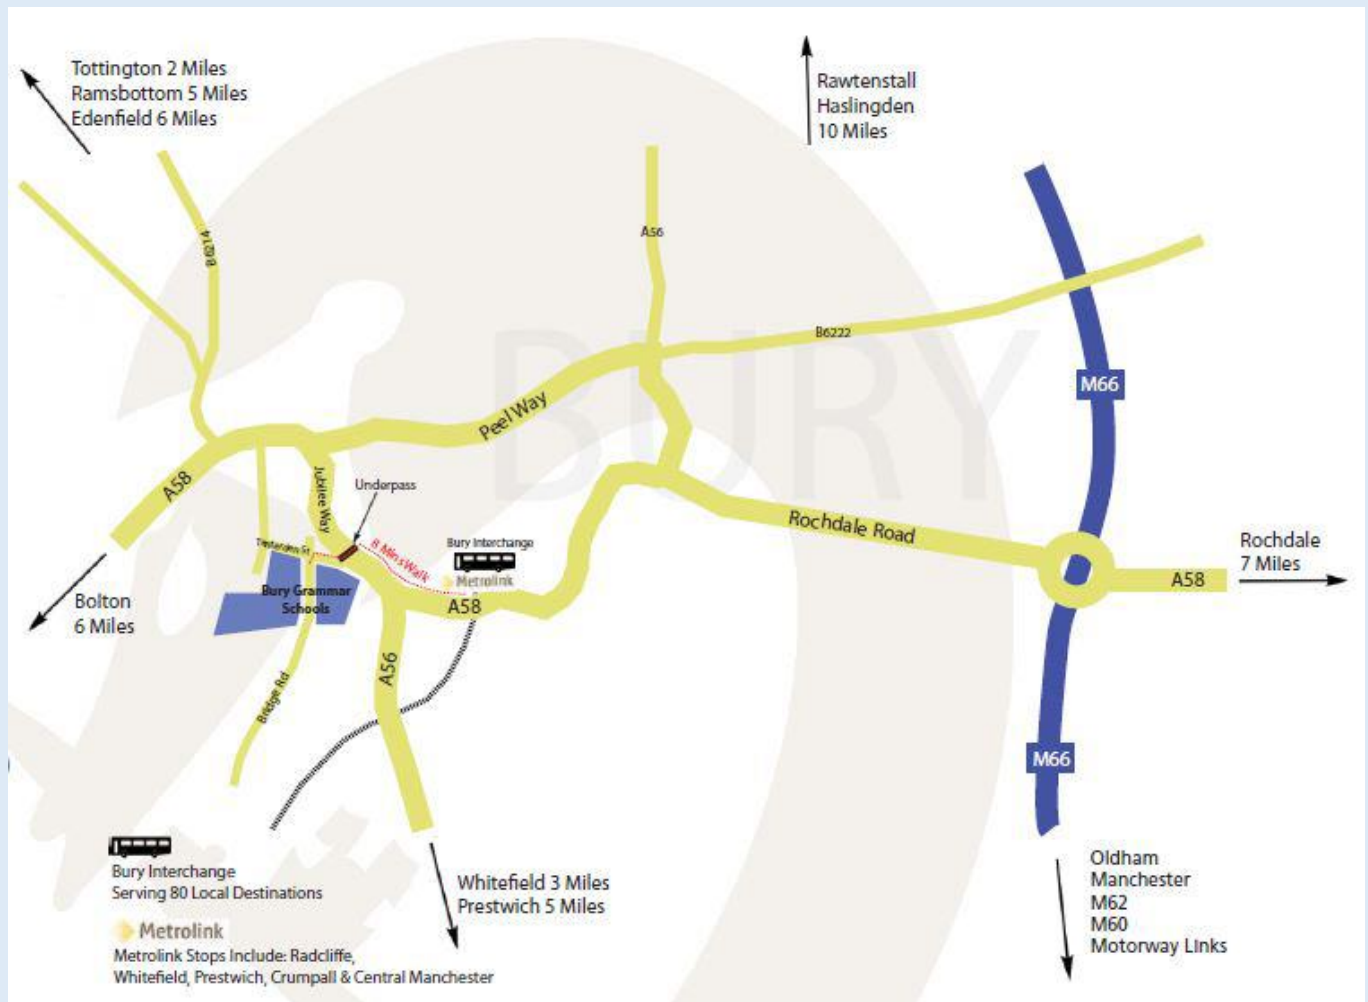 Tottington 2 Miles
Ramsbottom 5 Miles
Edenfield 6 Miles
Rawtenstall
Haslingden
10 Miles
B6214
A56
B6222
BURY
M66
Peel Way
A58
Jubilee Way
Underpass
Rochdale Road
Rochdale
7 Miles
A58
8 Mins Walk
Bury Interchange
Metrolink
A58
Bury Grammar
Schools
Bolton
6 Miles
A56
Bridge Rd
M66
Bury Interchange
Serving 80 Local Destinations
Metrolink
Metrolink Stops Include: Radcliffe,
Whitefield, Prestwich, Crumpall & Central Manchester
Whitefield 3 Miles
Prestwich 5 Miles
Oldham
Manchester
M62
M60
Motorway Links